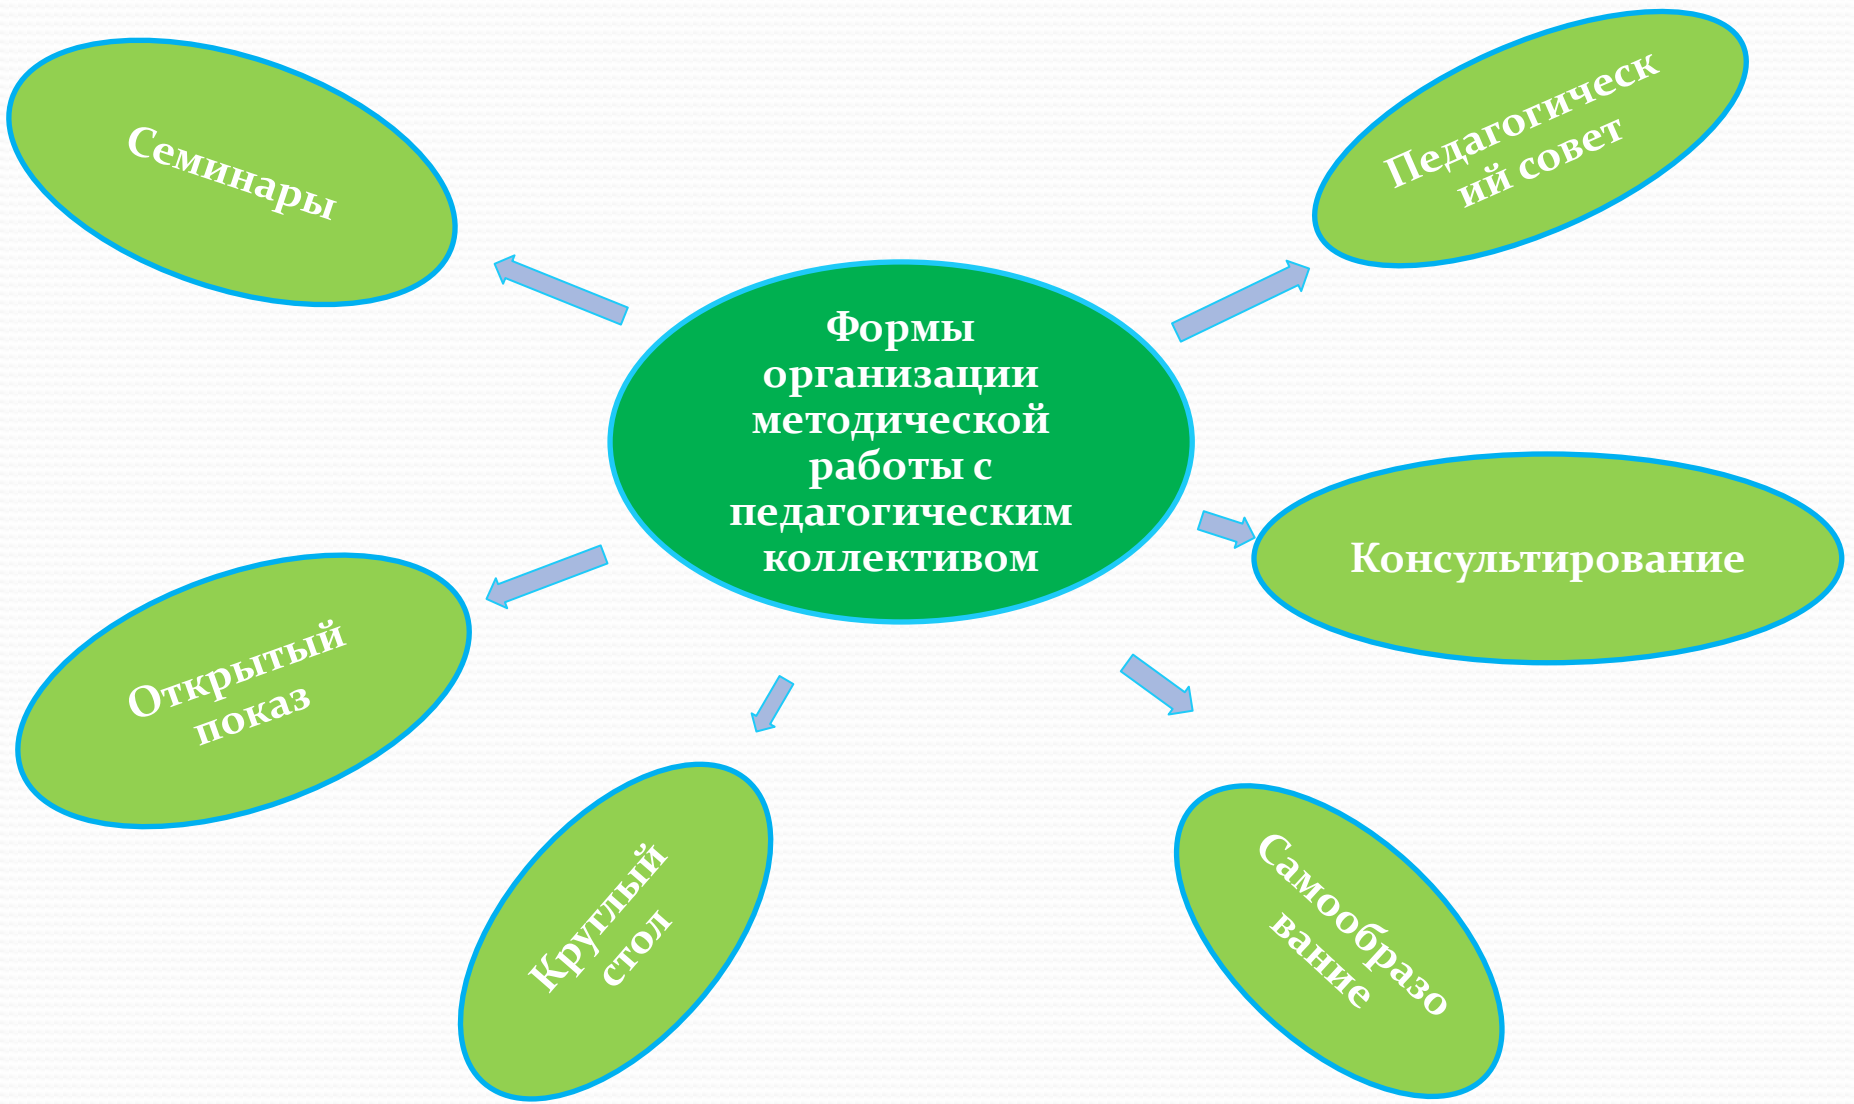 Семинары
Педагогическ
ий совет
Формы
организации
методической
работы с
педагогическим
коллективом
Консультирование
Открытый
показ
Круглый
стол
Самообразо
вание